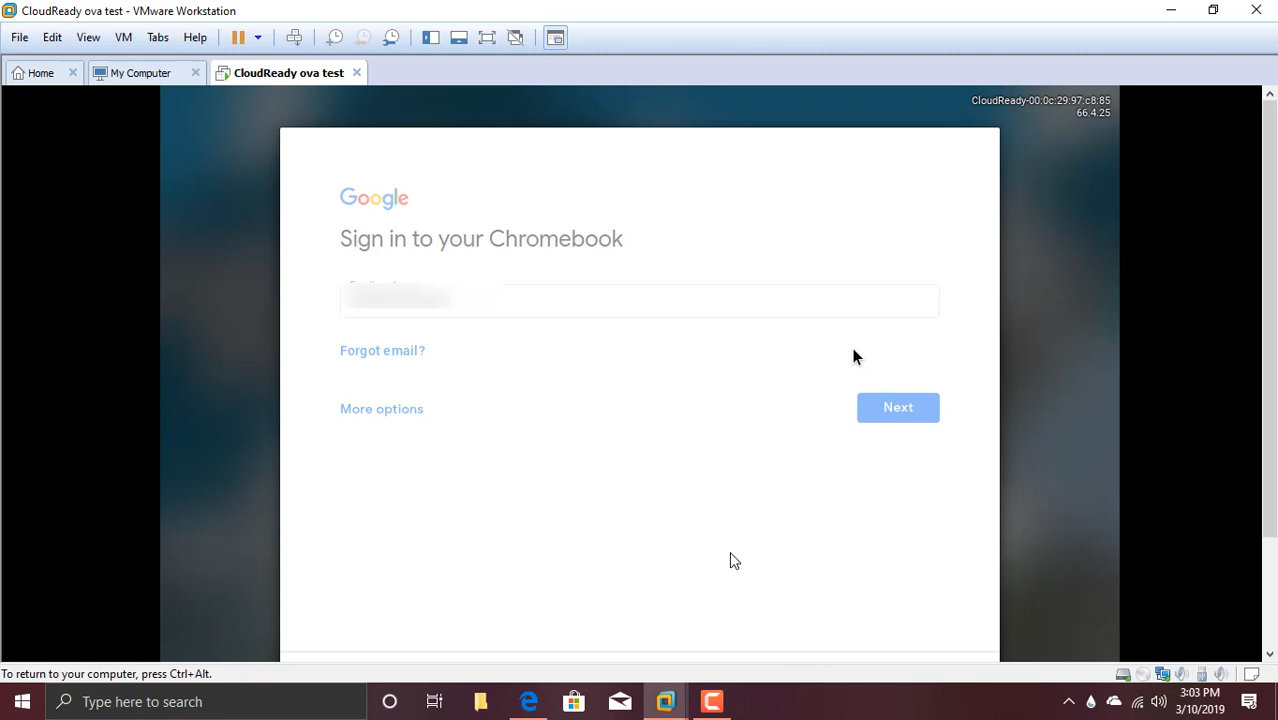 CloudReady ova test - VMware Workstation
File Edit View VM Tabs Help
Home My Computer CloudReady ova test
CloudReady-00:0c:29:97:c8:85
66.4.25
Google
Sign in to your Chromebook
Forgot email?
More options Next
To return to your computer, press Ctrl+Alt.
Type here to search
3:03 PM
3/10/2019